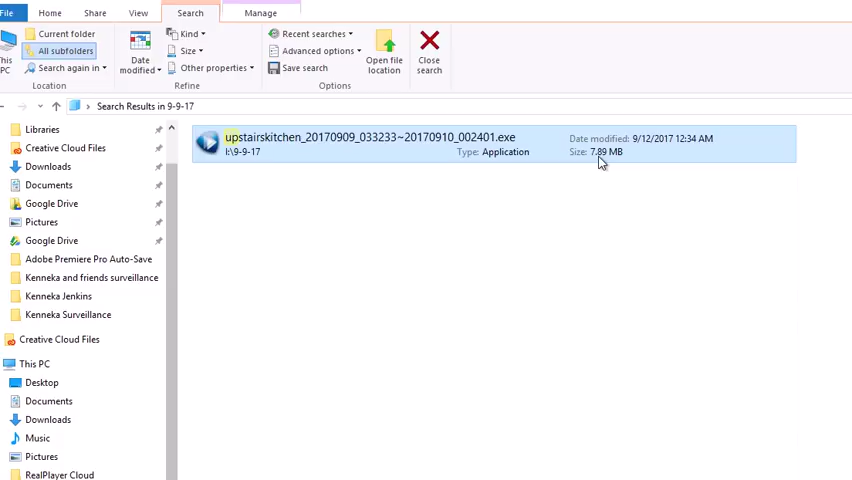 File Home Share View Search Manage
Current folder Kind Recent searches
This PC All subfolders Date modified Size Advanced options Open file location Close search
Search again in Other properties Save search
Location Refine Options
Search Results in 9-9-17
Libraries
Creative Cloud Files
Downloads
Documents
Google Drive
Pictures
Google Drive
Adobe Premiere Pro Auto-Save
Kenneka and friends surveillance
Kenneka Jenkins
Kenneka Surveillance
Creative Cloud Files
This PC
Desktop
Documents
Downloads
Music
Pictures
RealPlayer Cloud
upstairskitchen_20170909_033233~20170910_002401.exe Date modified: 9/12/2017 12:34 AM
I:\9-9-17 Type: Application Size: 7.89 MB